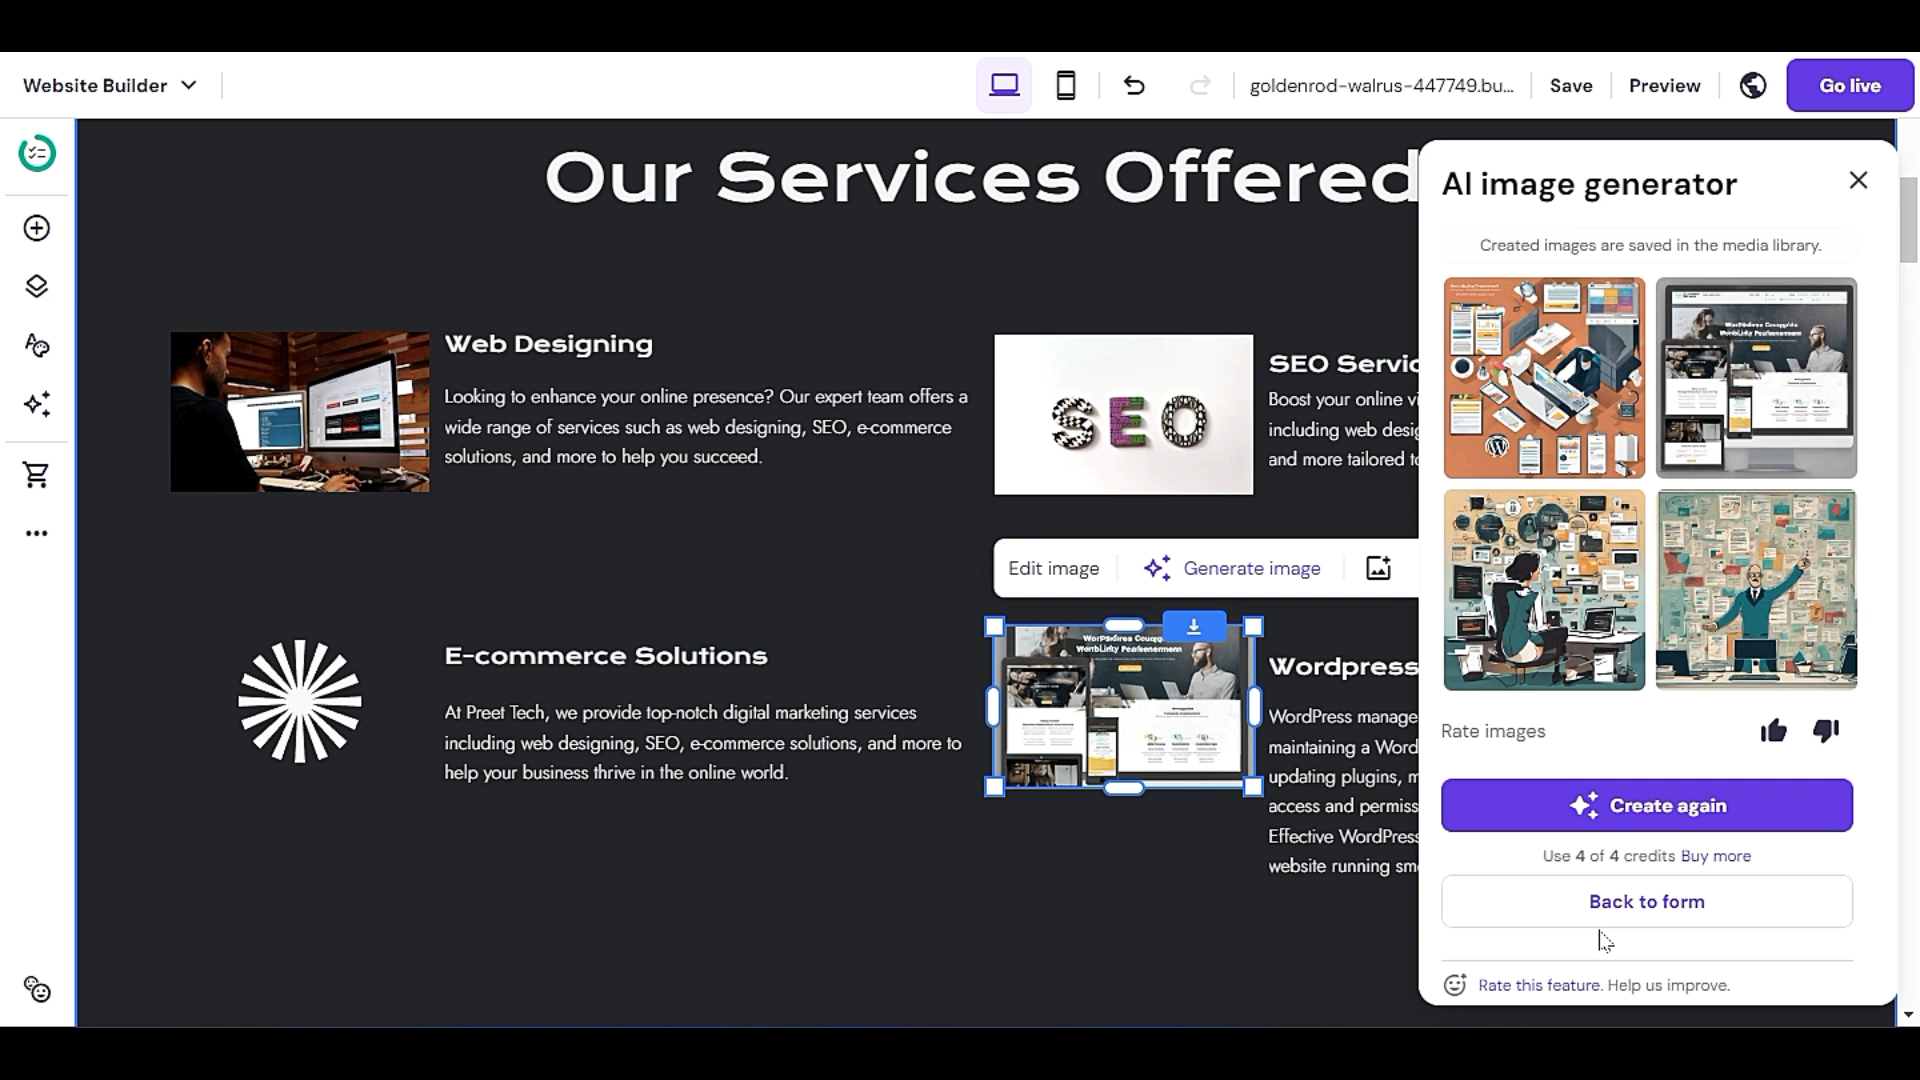 Website Builder
goldenrod-walrus-447749.bu...
Save
Preview
Go live
Our Services Offered
Web Designing
Looking to enhance your online presence? Our expert team offers a
wide range of services such as web designing, SEO, e-commerce
solutions, and more to help you succeed.
SEO
SEO Servic
Boost your online vi
including web desig
and more tailored to
Edit image
Generate image
E-commerce Solutions
At Preet Tech, we provide top-notch digital marketing services
including web designing, SEO, e-commerce solutions, and more to
help your business thrive in the online world.
Wordpress
WordPress manage
maintaining a Word
updating plugins, m
access and permiss
Effective WordPress
website running smo
AI image generator
Created images are saved in the media library.
Rate images
Create again
Use 4 of 4 credits Buy more
Back to form
Rate this feature. Help us improve.